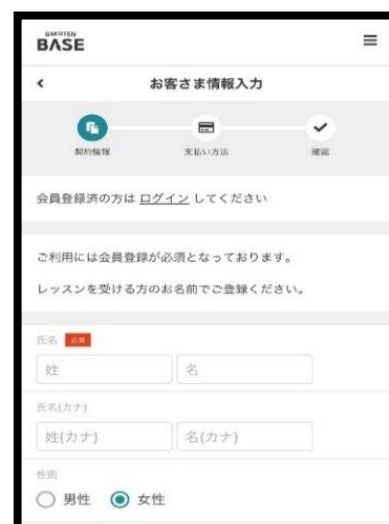 BAKUTEN
BASE
お客さま情報入力
契約情報
支払い方法
確認
会員登録済の方は ログイン してください
ご利用には会員登録が必須となっております。
レッスンを受ける方のお名前でご登録ください。
氏名 必須
姓 名
氏名(カナ)
姓(カナ) 名(カナ)
性別
男性 女性